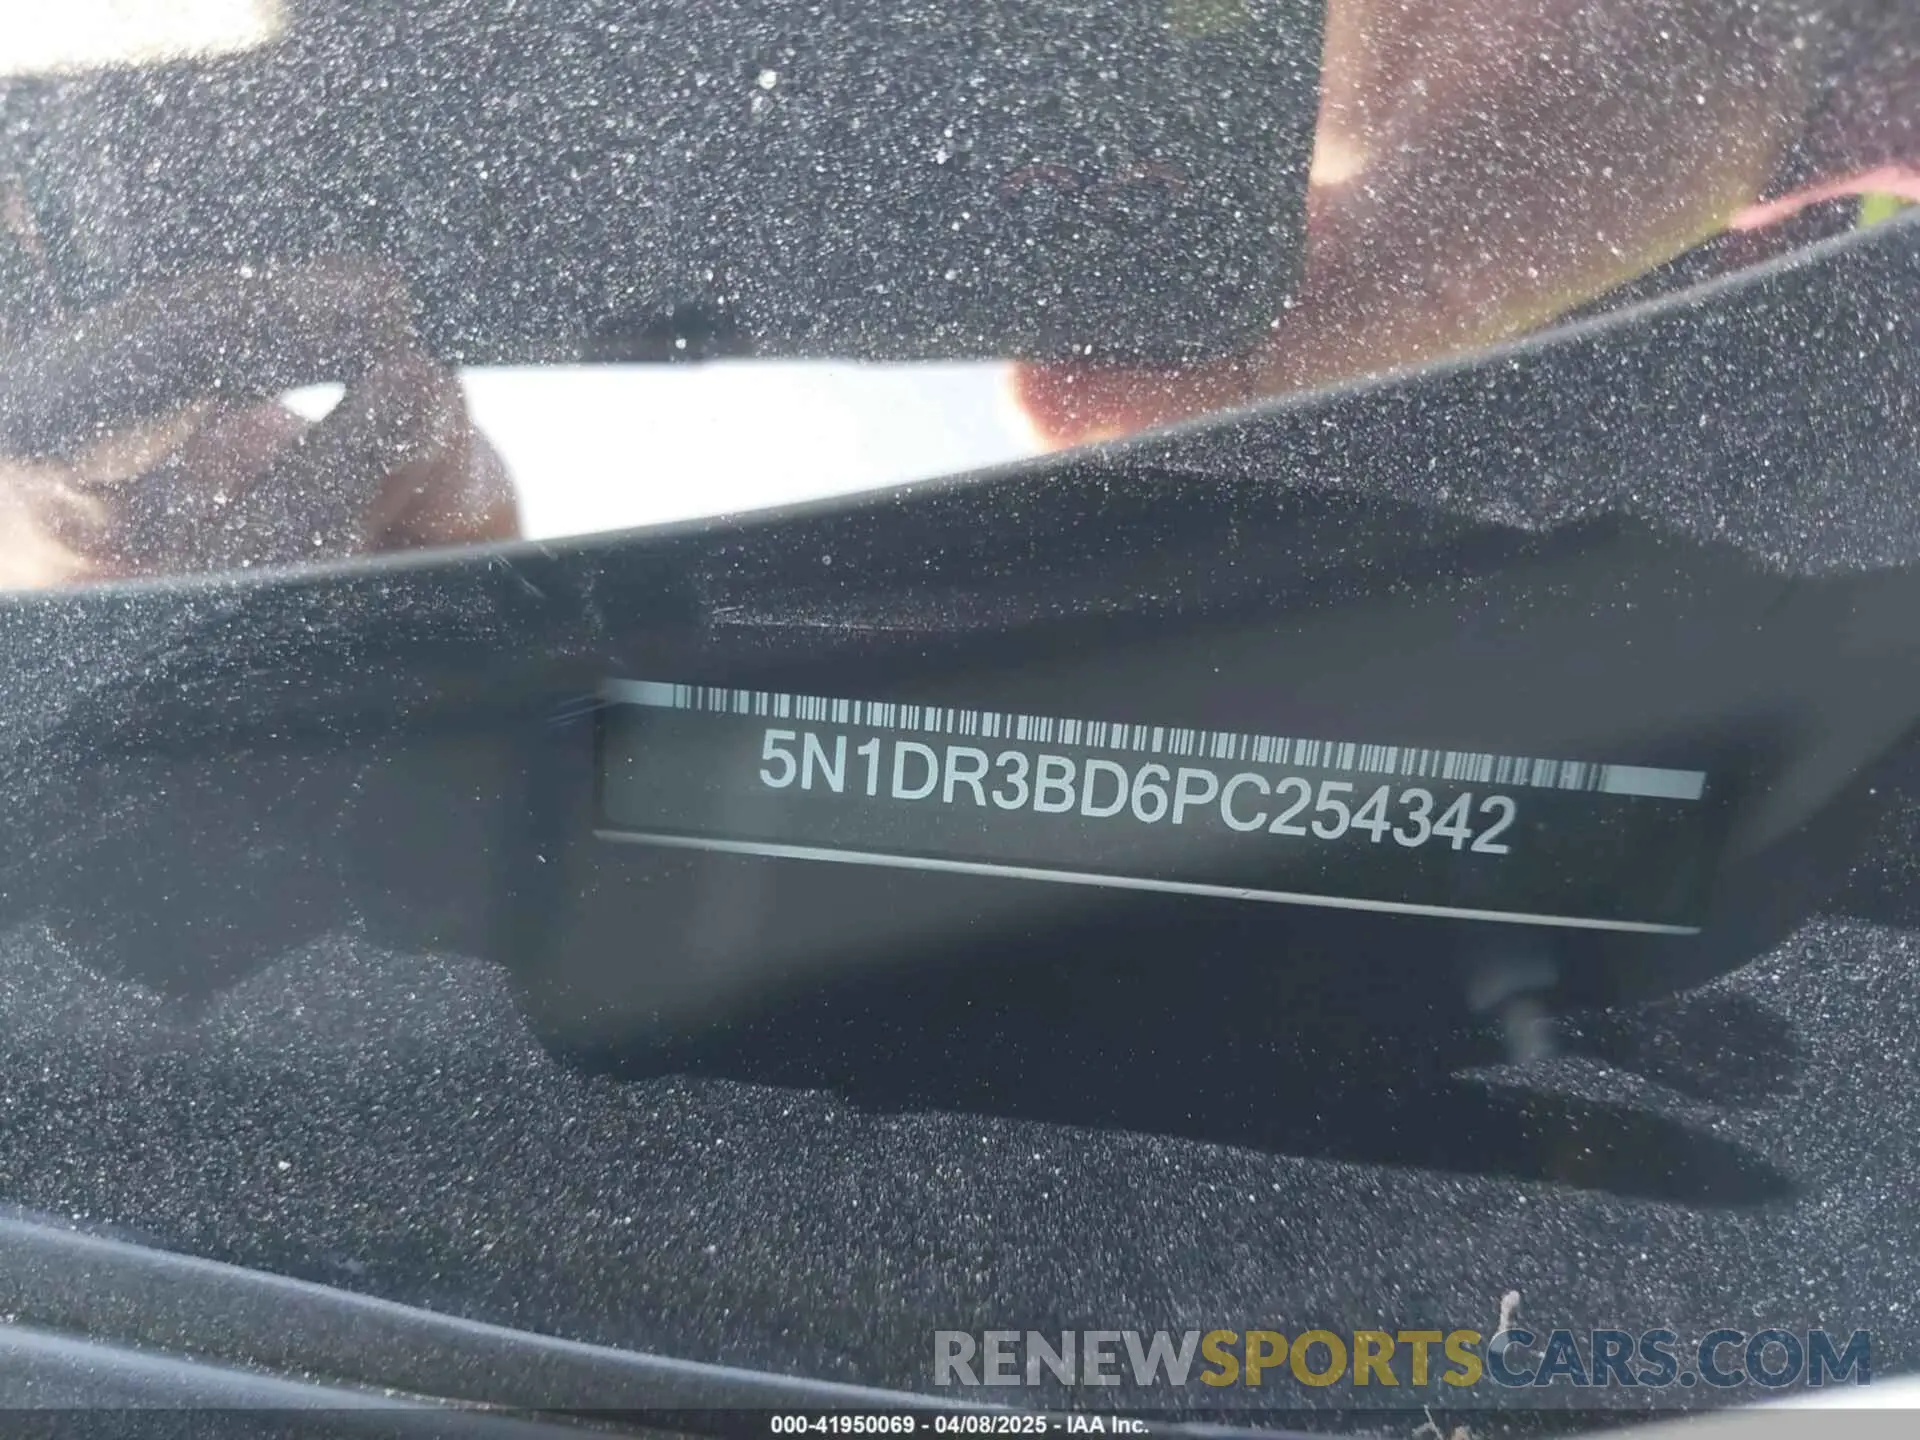 5N1DR3BD6PC254342
RENEWSPORTSCARS.COM
000-41950069 - 04/08/2025 - IAA Inc.